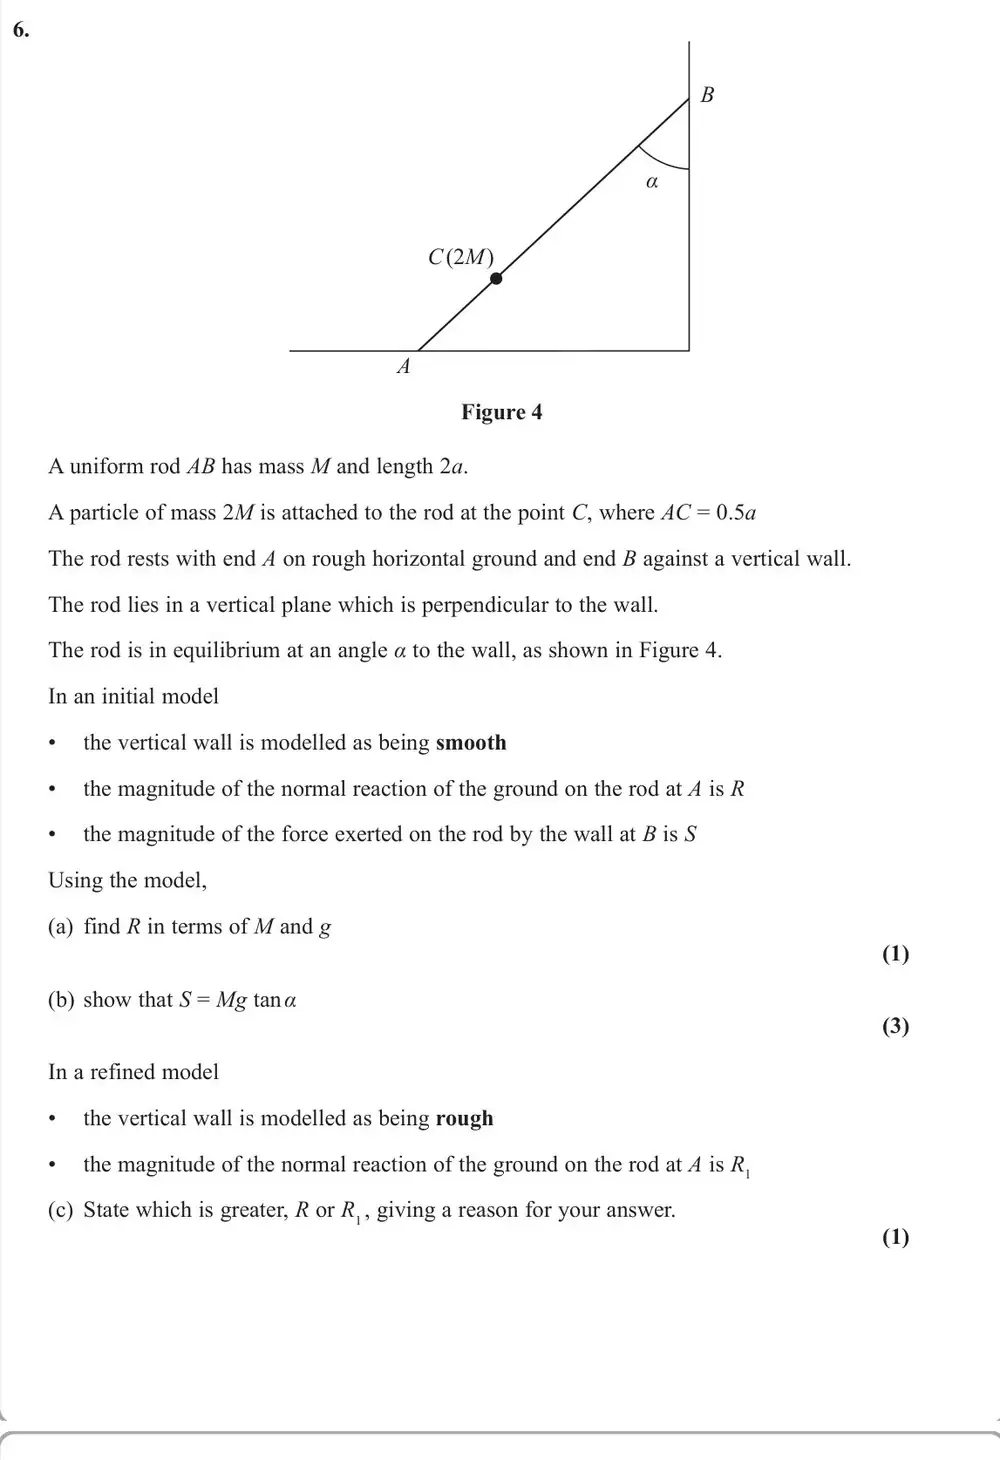 6.
B
α
C(2M)
A
Figure 4
A uniform rod AB has mass M and length 2a.
A particle of mass 2M is attached to the rod at the point C, where AC = 0.5a
The rod rests with end A on rough horizontal ground and end B against a vertical wall.
The rod lies in a vertical plane which is perpendicular to the wall.
The rod is in equilibrium at an angle α to the wall, as shown in Figure 4.
In an initial model
• the vertical wall is modelled as being smooth
• the magnitude of the normal reaction of the ground on the rod at A is R
• the magnitude of the force exerted on the rod by the wall at B is S
Using the model,
(a) find R in terms of M and g
(1)
(b) show that S = Mg tan α
(3)
In a refined model
• the vertical wall is modelled as being rough
• the magnitude of the normal reaction of the ground on the rod at A is R₁
(c) State which is greater, R or R₁, giving a reason for your answer.
(1)